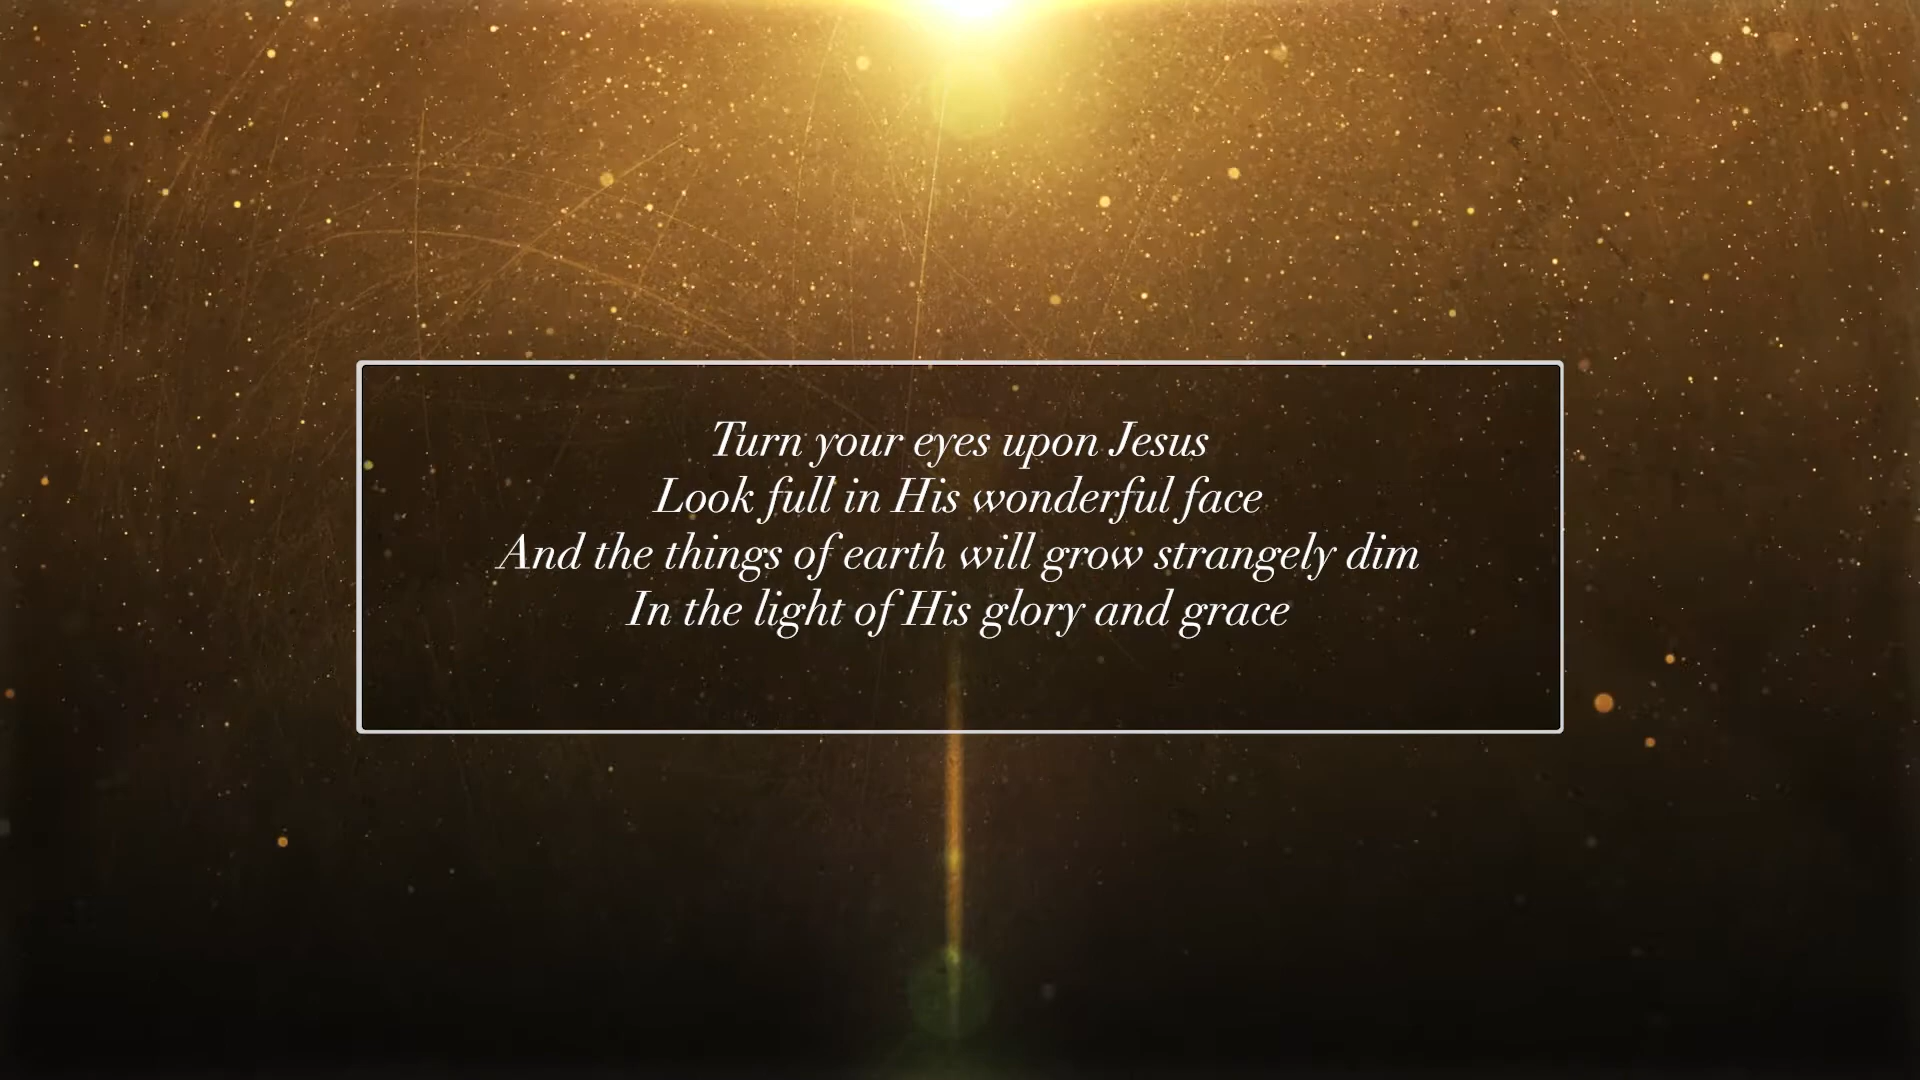 Turn your eyes upon Jesus
Look full in His wonderful face
And the things of earth will grow strangely dim
In the light of His glory and grace